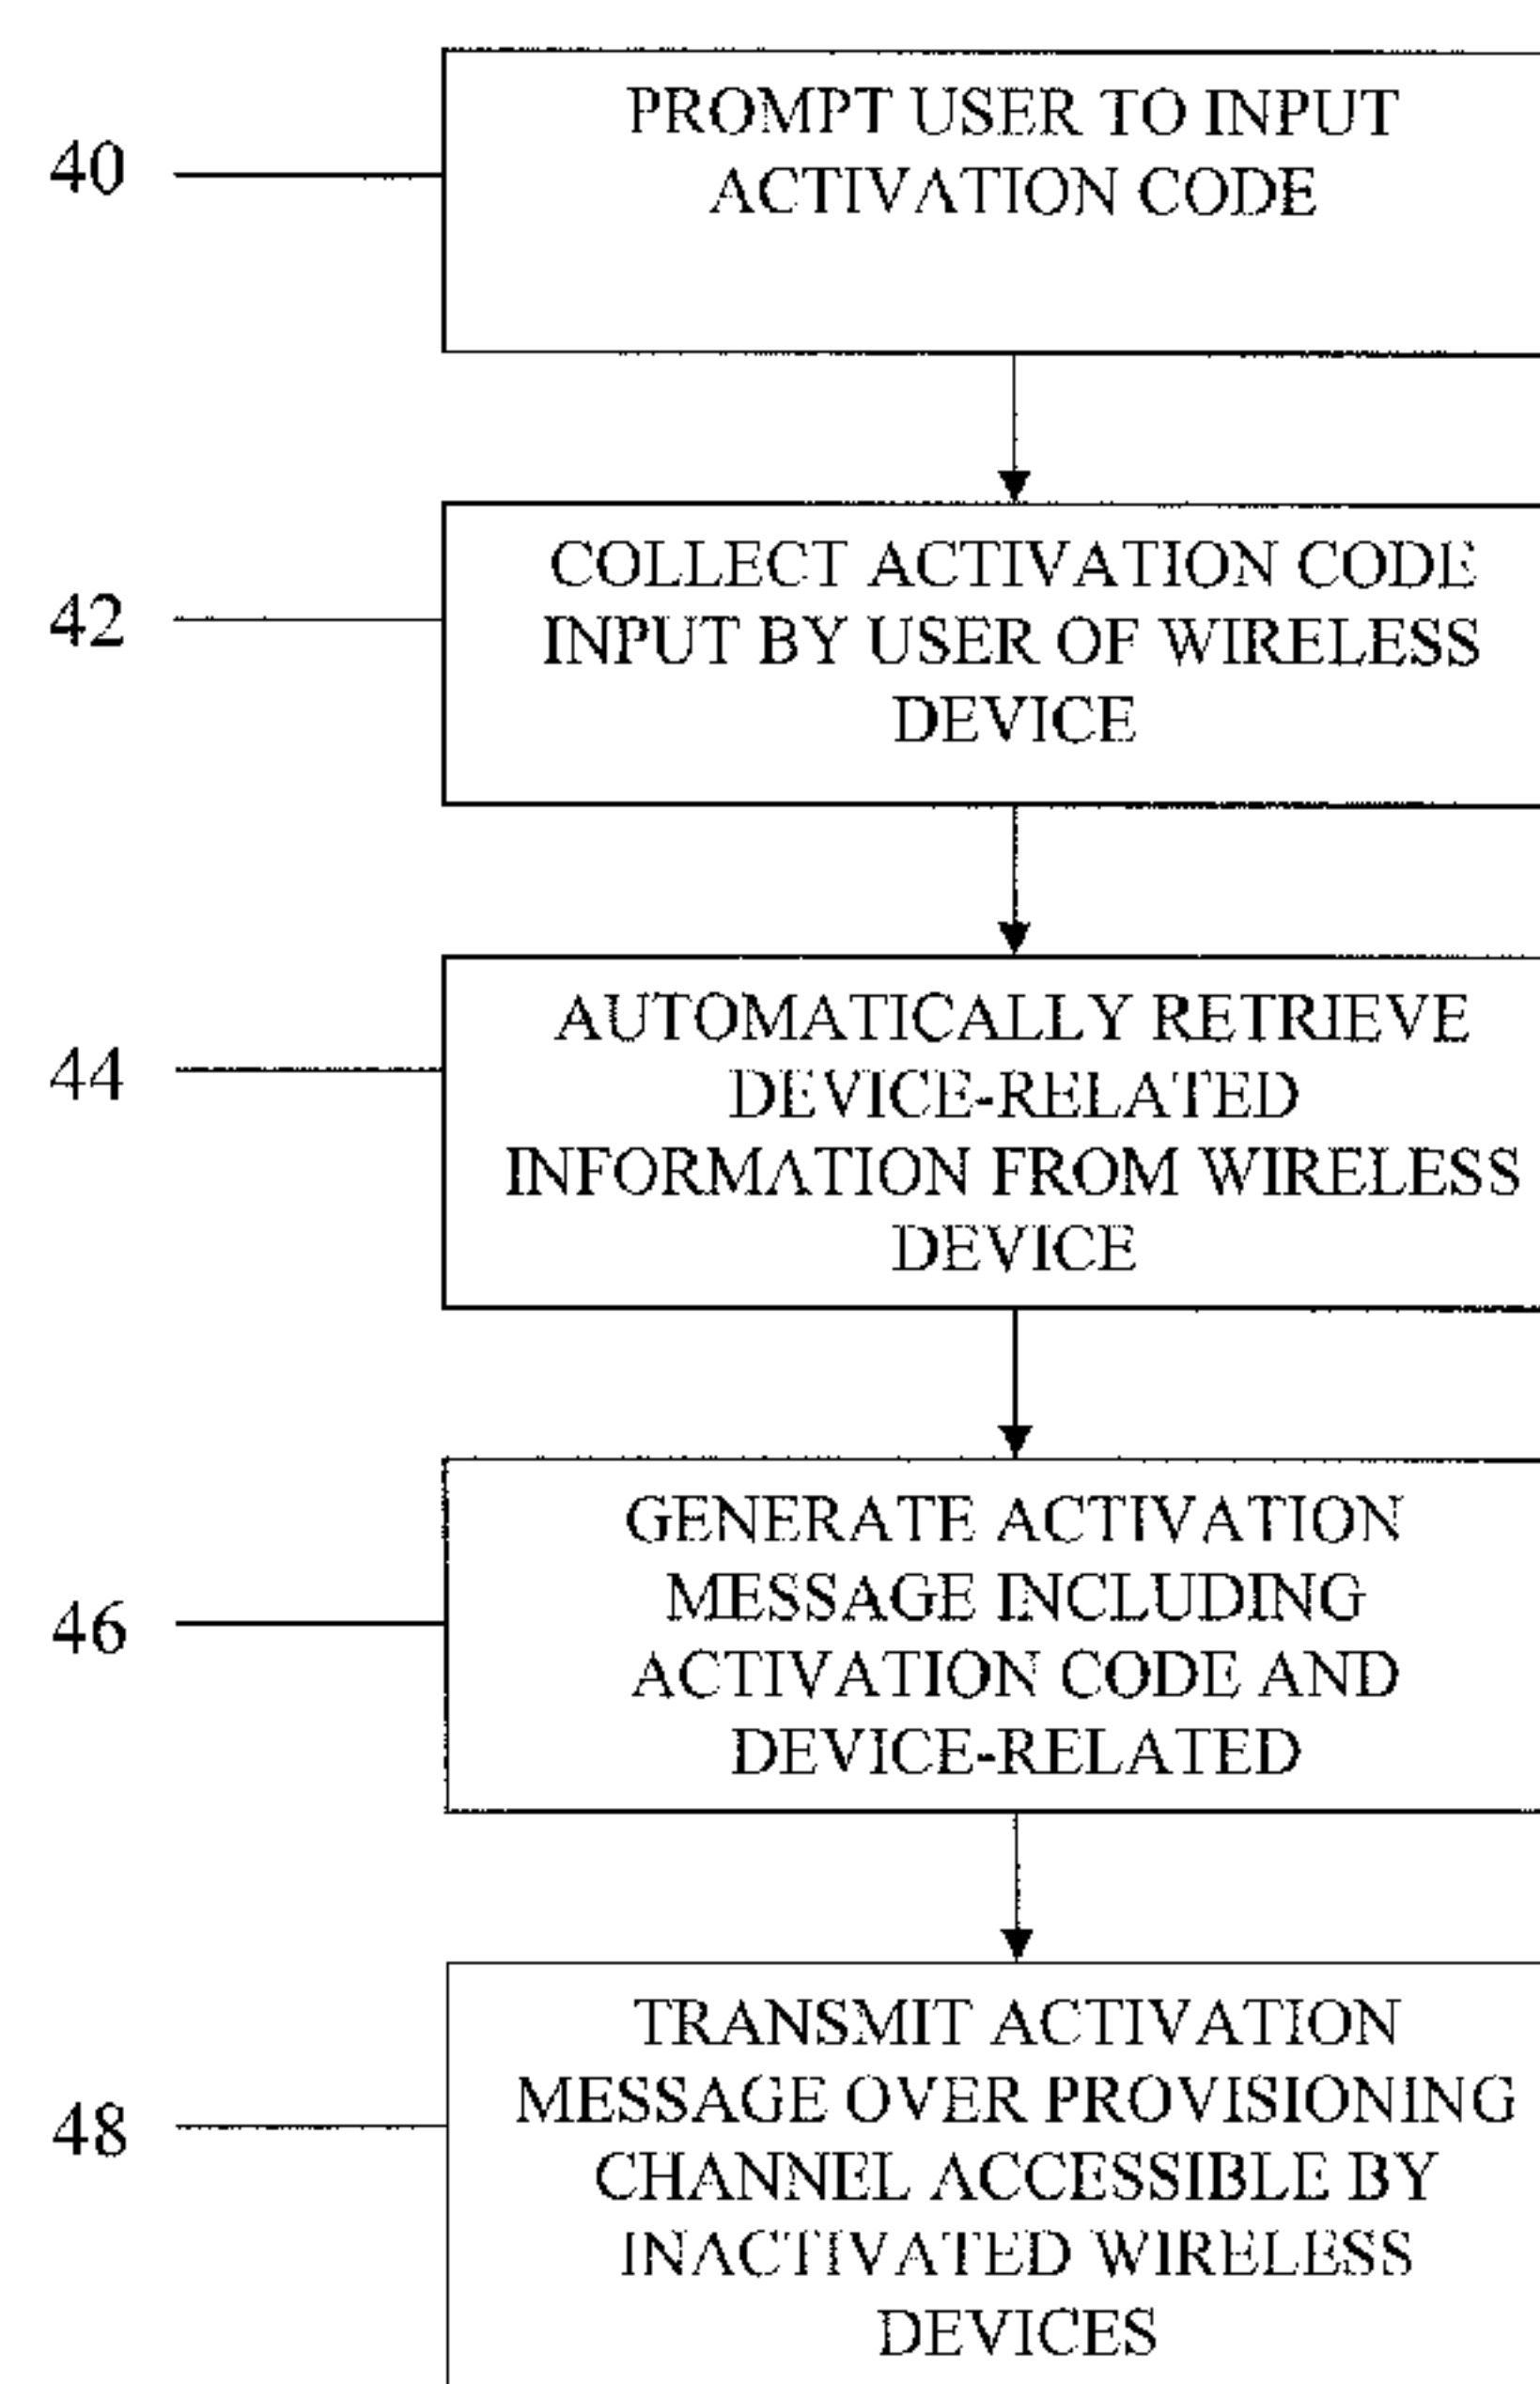 PROMPT USER TO INPUT
ACTIVATION CODE
40
COLLECT ACTIVATION CODE
INPUT BY USER OF WIRELESS
DEVICE
42
AUTOMATICALLY RETRIEVE
DEVICE-RELATED
INFORMATION FROM WIRELESS
DEVICE
44
GENERATE ACTIVATION
MESSAGE INCLUDING
ACTIVATION CODE AND
DEVICE-RELATED
46
TRANSMIT ACTIVATION
MESSAGE OVER PROVISIONING
CHANNEL ACCESSIBLE BY
INACTIVATED WIRELESS
DEVICES
48